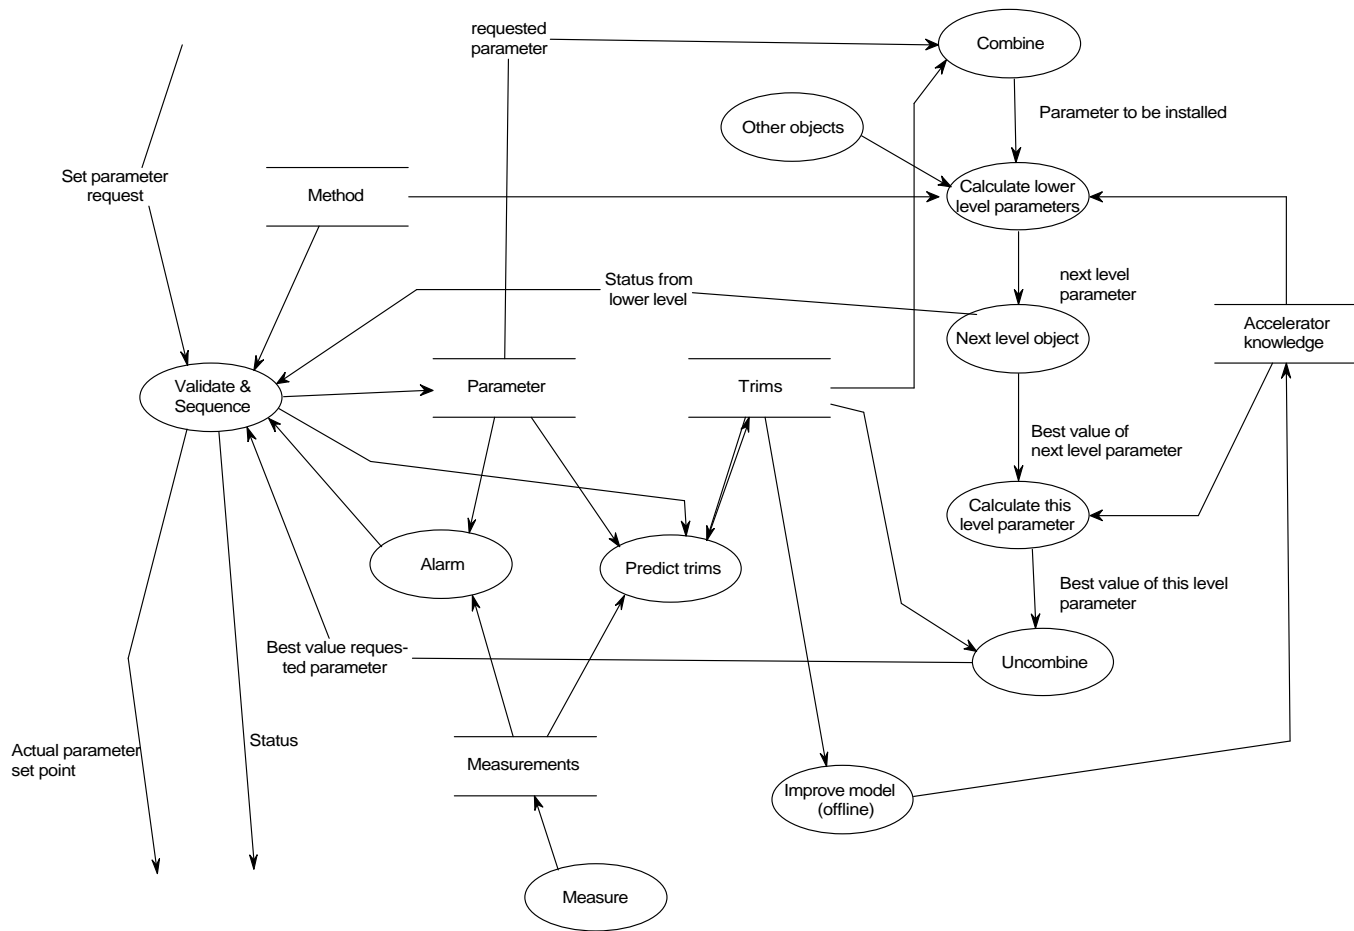 requested
parameter
Combine
Parameter to be installed
Other objects
Set parameter
request
Method
Calculate lower
level parameters
Status from
lower level
next level
parameter
Next level object
Accelerator
knowledge
Validate &
Sequence
Parameter
Trims
Best value of
next level parameter
Calculate this
level parameter
Alarm
Predict trims
Best value of this level
parameter
Best value reques-
ted parameter
Uncombine
Actual parameter
set point
Status
Measurements
Improve model
(offline)
Measure